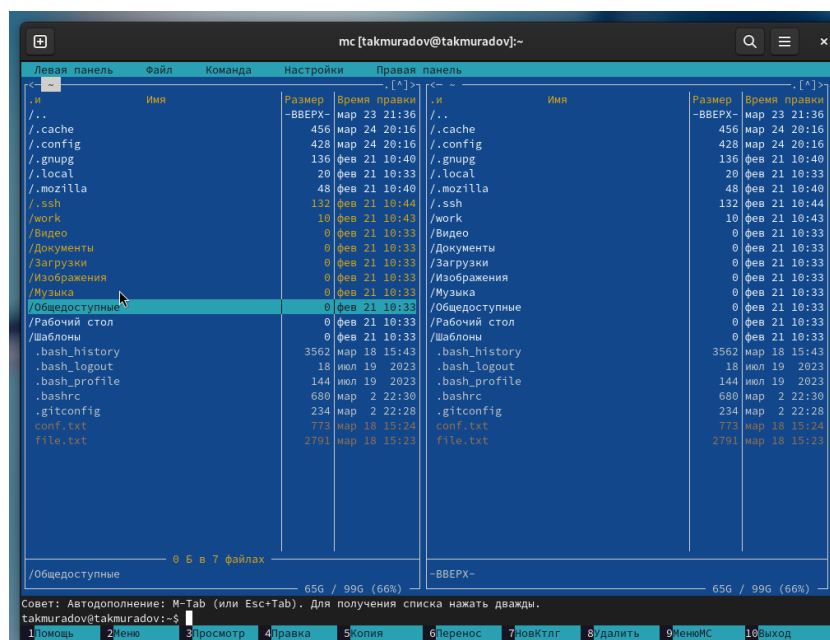 mc [takmuradov@takmuradov]:~
Левая панель Файл Команда Настройки Правая панель
<— ~ .[^]> <— ~ .[^]>
.и Имя Размер Время правки .и Имя Размер Время правки
/.. -ВВЕРХ- мар 23 21:36 /.. -ВВЕРХ- мар 23 21:36
/.cache 456 мар 24 20:16 /.cache 456 мар 24 20:16
/.config 428 мар 24 20:16 /.config 428 мар 24 20:16
/.gnupg 136 фев 21 10:40 /.gnupg 136 фев 21 10:40
/.local 20 фев 21 10:33 /.local 20 фев 21 10:33
/.mozilla 48 фев 21 10:40 /.mozilla 48 фев 21 10:40
/.ssh 132 фев 21 10:44 /.ssh 132 фев 21 10:44
/work 10 фев 21 10:43 /work 10 фев 21 10:43
/Видео 0 фев 21 10:33 /Видео 0 фев 21 10:33
/Документы 0 фев 21 10:33 /Документы 0 фев 21 10:33
/Загрузки 0 фев 21 10:33 /Загрузки 0 фев 21 10:33
/Изображения 0 фев 21 10:33 /Изображения 0 фев 21 10:33
/Музыка 0 фев 21 10:33 /Музыка 0 фев 21 10:33
/Общедоступные 0 фев 21 10:33 /Общедоступные 0 фев 21 10:33
/Рабочий стол 0 фев 21 10:33 /Рабочий стол 0 фев 21 10:33
/Шаблоны 0 фев 21 10:33 /Шаблоны 0 фев 21 10:33
.bash_history 3562 мар 18 15:43 .bash_history 3562 мар 18 15:43
.bash_logout 18 июл 19 2023 .bash_logout 18 июл 19 2023
.bash_profile 144 июл 19 2023 .bash_profile 144 июл 19 2023
.bashrc 680 мар 2 22:30 .bashrc 680 мар 2 22:30
.gitconfig 234 мар 2 22:28 .gitconfig 234 мар 2 22:28
conf.txt 773 мар 18 15:24 conf.txt 773 мар 18 15:24
file.txt 2791 мар 18 15:23 file.txt 2791 мар 18 15:23
0 Б в 7 файлах
/Общедоступные -ВВЕРХ-
65G / 99G (66%) 65G / 99G (66%)
Совет: Автодополнение: M-Tab (или Esc+Tab). Для получения списка нажать дважды.
takmuradov@takmuradov:~$
1Помощь 2Меню 3Просмотр 4Правка 5Копия 6Перенос 7НовКтлг 8Удалить 9МенюMC 10Выход